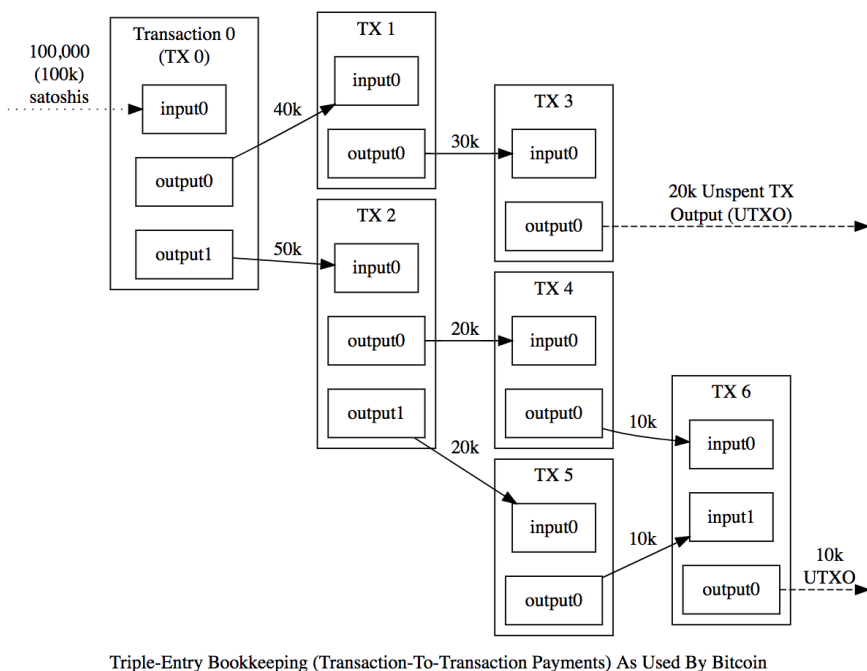 100,000
(100k)
satoshis
Transaction 0
(TX 0)
input0
output0
output1
40k
50k
TX 1
input0
output0
30k
TX 2
input0
output0
output1
20k
20k
TX 3
input0
output0
20k Unspent TX
Output (UTXO)
TX 4
input0
output0
10k
TX 5
input0
output0
10k
TX 6
input0
input1
output0
10k
UTXO
Triple-Entry Bookkeeping (Transaction-To-Transaction Payments) As Used By Bitcoin